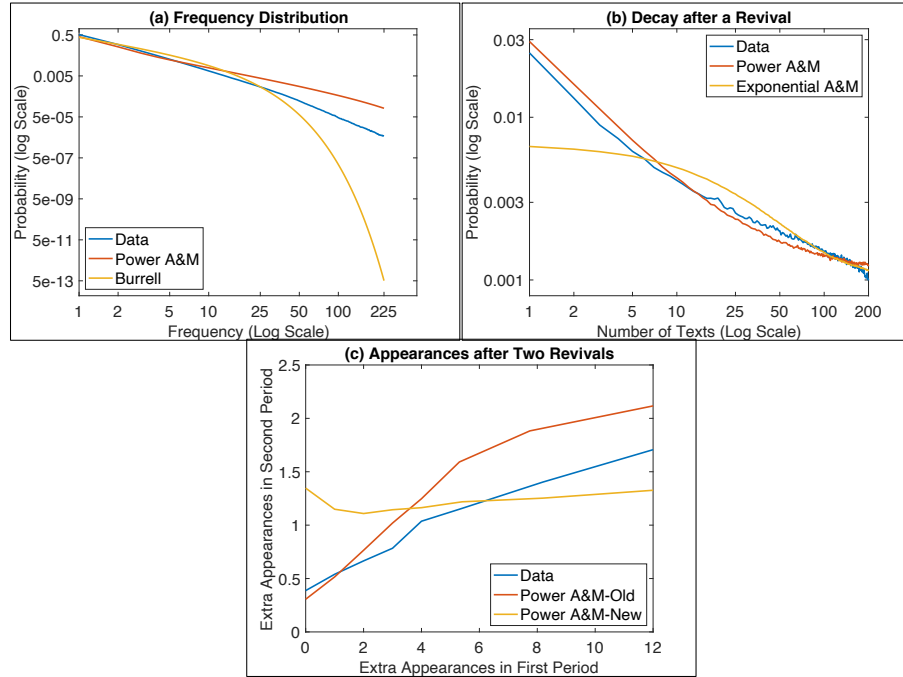 (a) Frequency Distribution
Probability (log Scale)
0.5
0.005
5e-05
5e-07
5e-09
5e-11
5e-13
Data
Power A&M
Burrell
1 2 5 10 25 50 100 225
Frequency (Log Scale)
(b) Decay after a Revival
Probability (log Scale)
0.03
0.01
0.003
0.001
Data
Power A&M
Exponential A&M
1 2 5 10 25 50 100 200
Number of Texts (Log Scale)
(c) Appearances after Two Revivals
Extra Appearances in Second Period
2.5
2
1.5
1
0.5
0
Data
Power A&M-Old
Power A&M-New
0 2 4 6 8 10 12
Extra Appearances in First Period